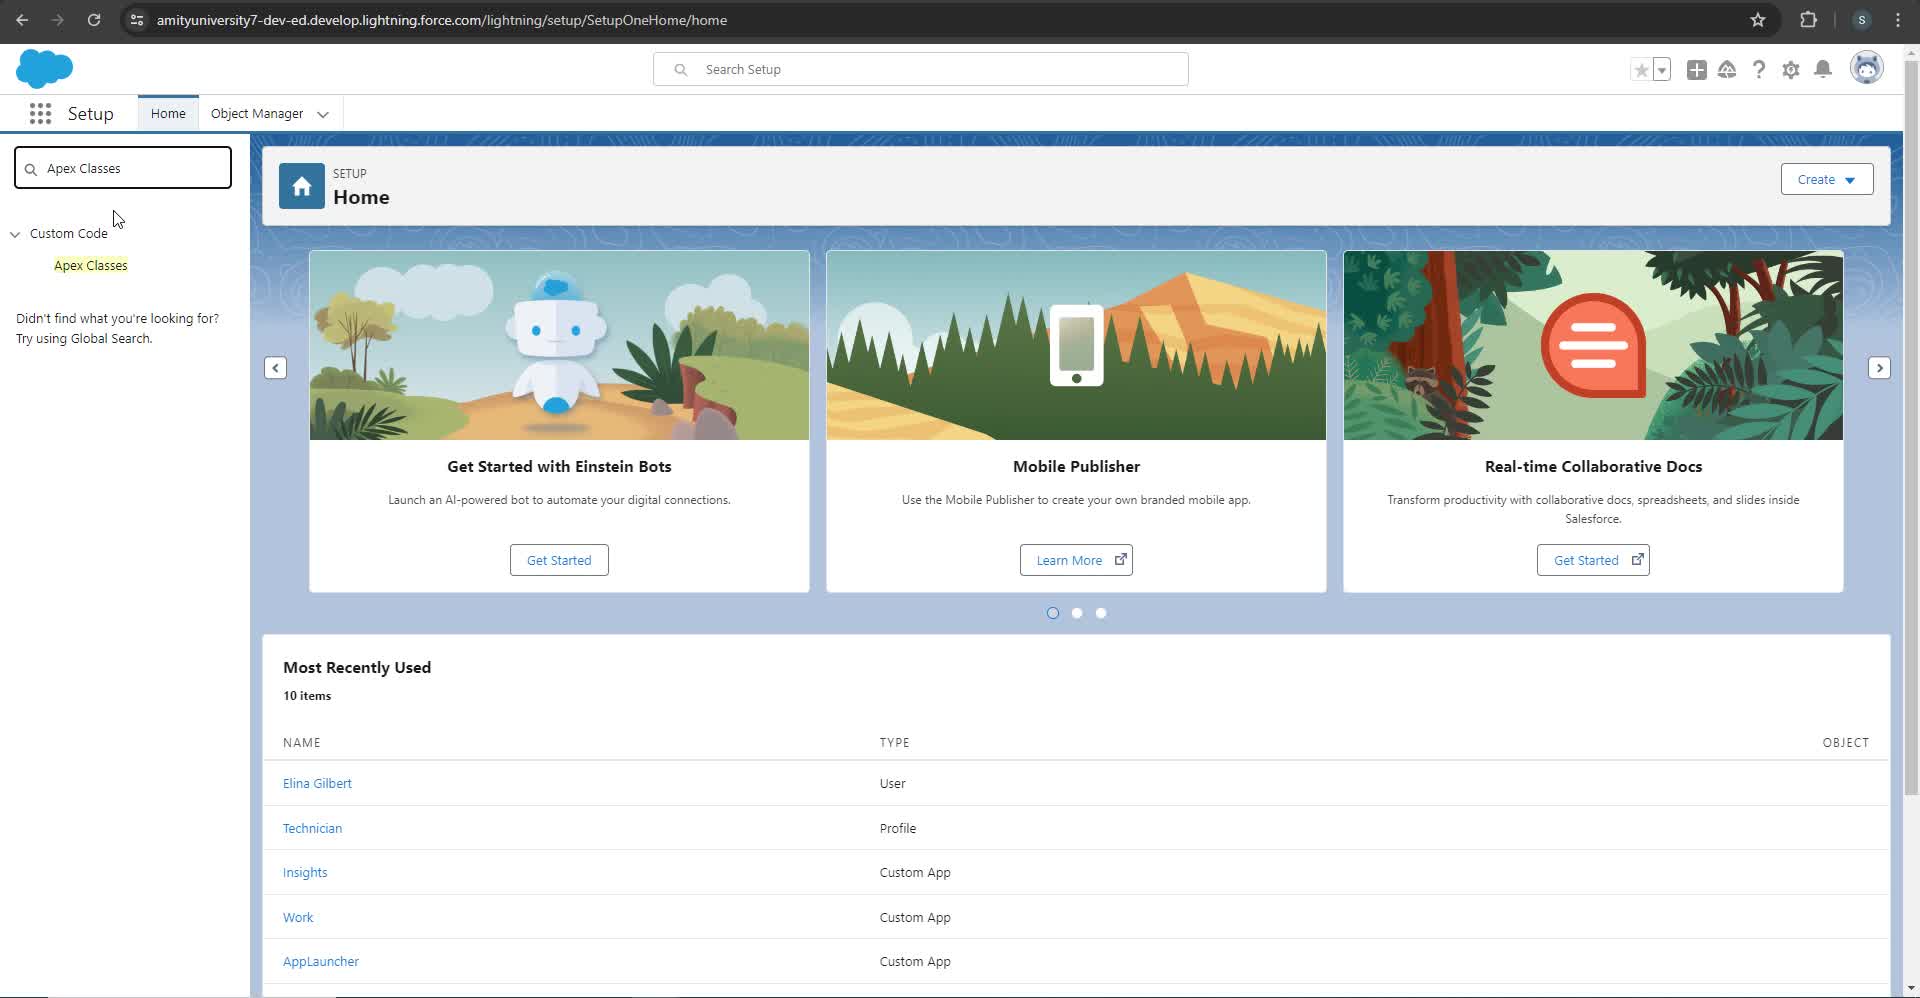 amityuniversity7-dev-ed.develop.lightning.force.com/lightning/setup/SetupOneHome/home
S
Search Setup
Setup
Home
Object Manager
Apex Classes
Custom Code
Apex Classes
Didn't find what you're looking for?
Try using Global Search.
SETUP
Home
Create
Get Started with Einstein Bots
Launch an AI-powered bot to automate your digital connections.
Get Started
Mobile Publisher
Use the Mobile Publisher to create your own branded mobile app.
Learn More
Real-time Collaborative Docs
Transform productivity with collaborative docs, spreadsheets, and slides inside
Salesforce.
Get Started
Most Recently Used
10 items
NAME TYPE OBJECT
Elina Gilbert User
Technician Profile
Insights Custom App
Work Custom App
AppLauncher Custom App